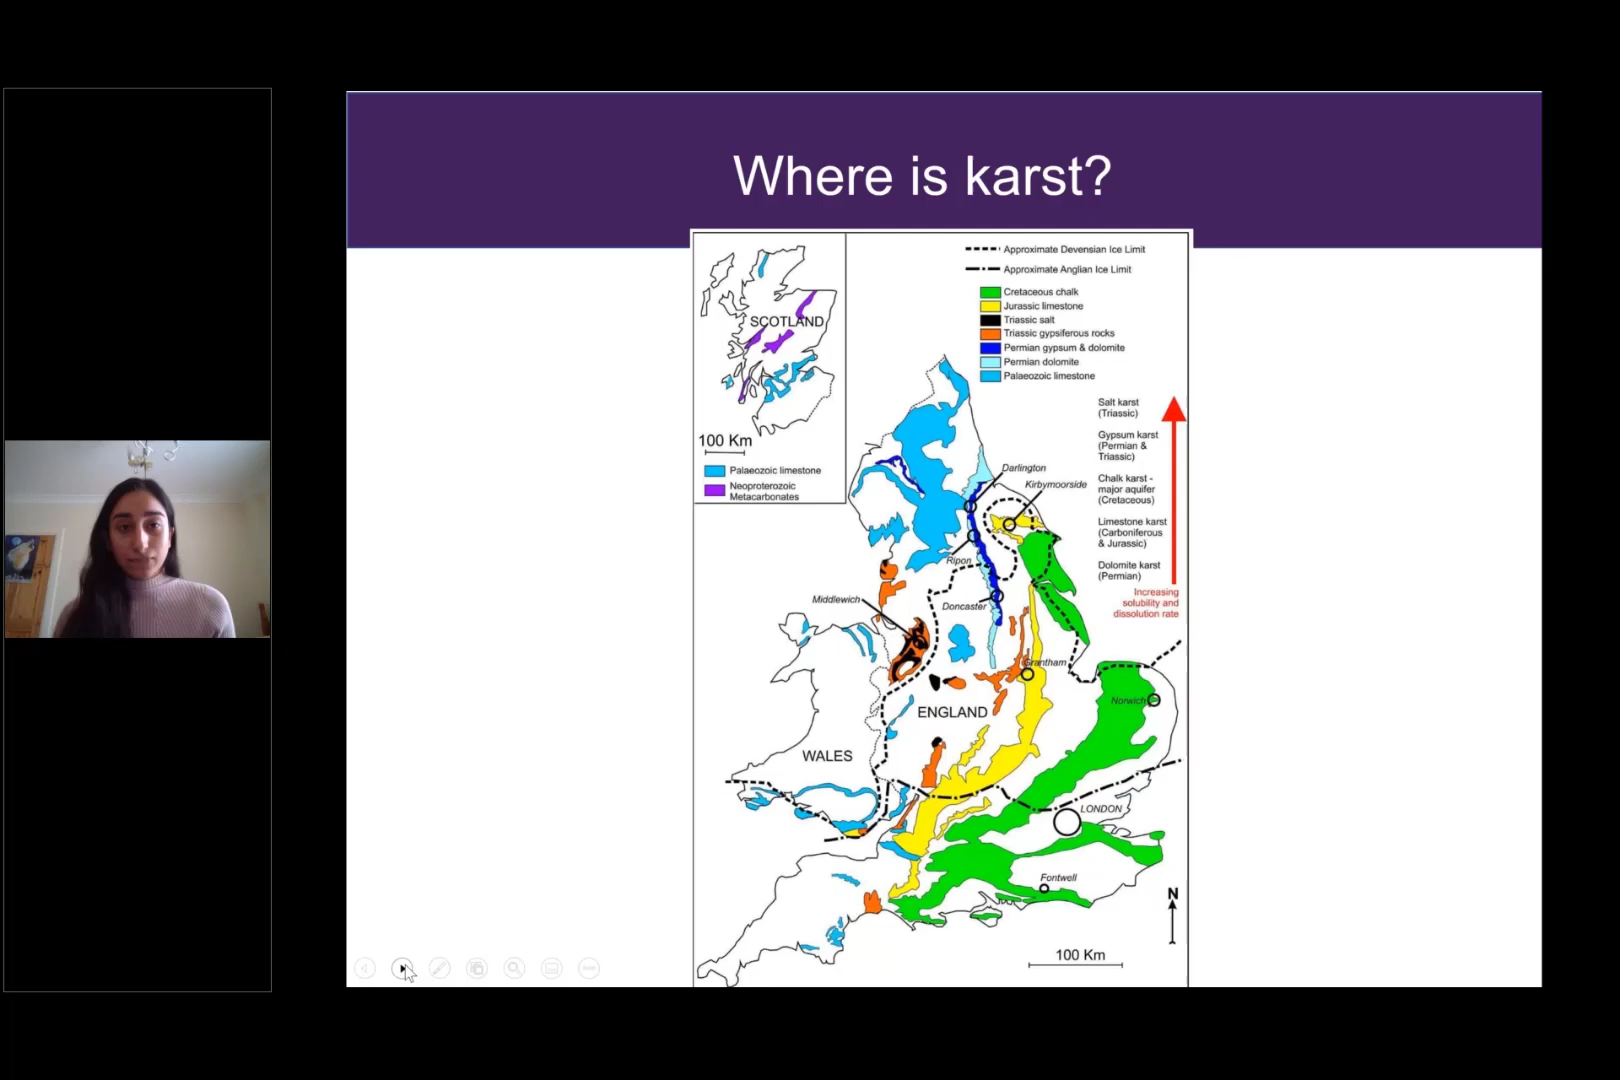 Where is karst?
SCOTLAND
100 Km
Palaeozoic limestone
Neoproterozoic
Metacarbonates
Approximate Devensian Ice Limit
Approximate Anglian Ice Limit
Cretaceous chalk
Jurassic limestone
Triassic salt
Triassic gypsiferous rocks
Permian gypsum & dolomite
Permian dolomite
Palaeozoic limestone
Salt karst
(Triassic)
Gypsum karst
(Permian &
Triassic)
Chalk karst -
major aquifer
(Cretaceous)
Limestone karst
(Carboniferous
& Jurassic)
Dolomite karst
(Permian)
Increasing
solubility and
dissolution rate
Darlington
Kirbymoorside
Ripon
Middlewich
Doncaster
Grantham
Norwich
ENGLAND
WALES
LONDON
Fontwell
N
100 Km